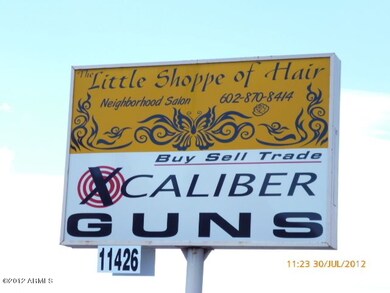 The Little Shoppe of Hair
Neighborhood Salon 602-870-8414
Buy Sell Trade
XCALIBER
GUNS
11426
11:23 30/JUL/2012
©2012 ARMLS